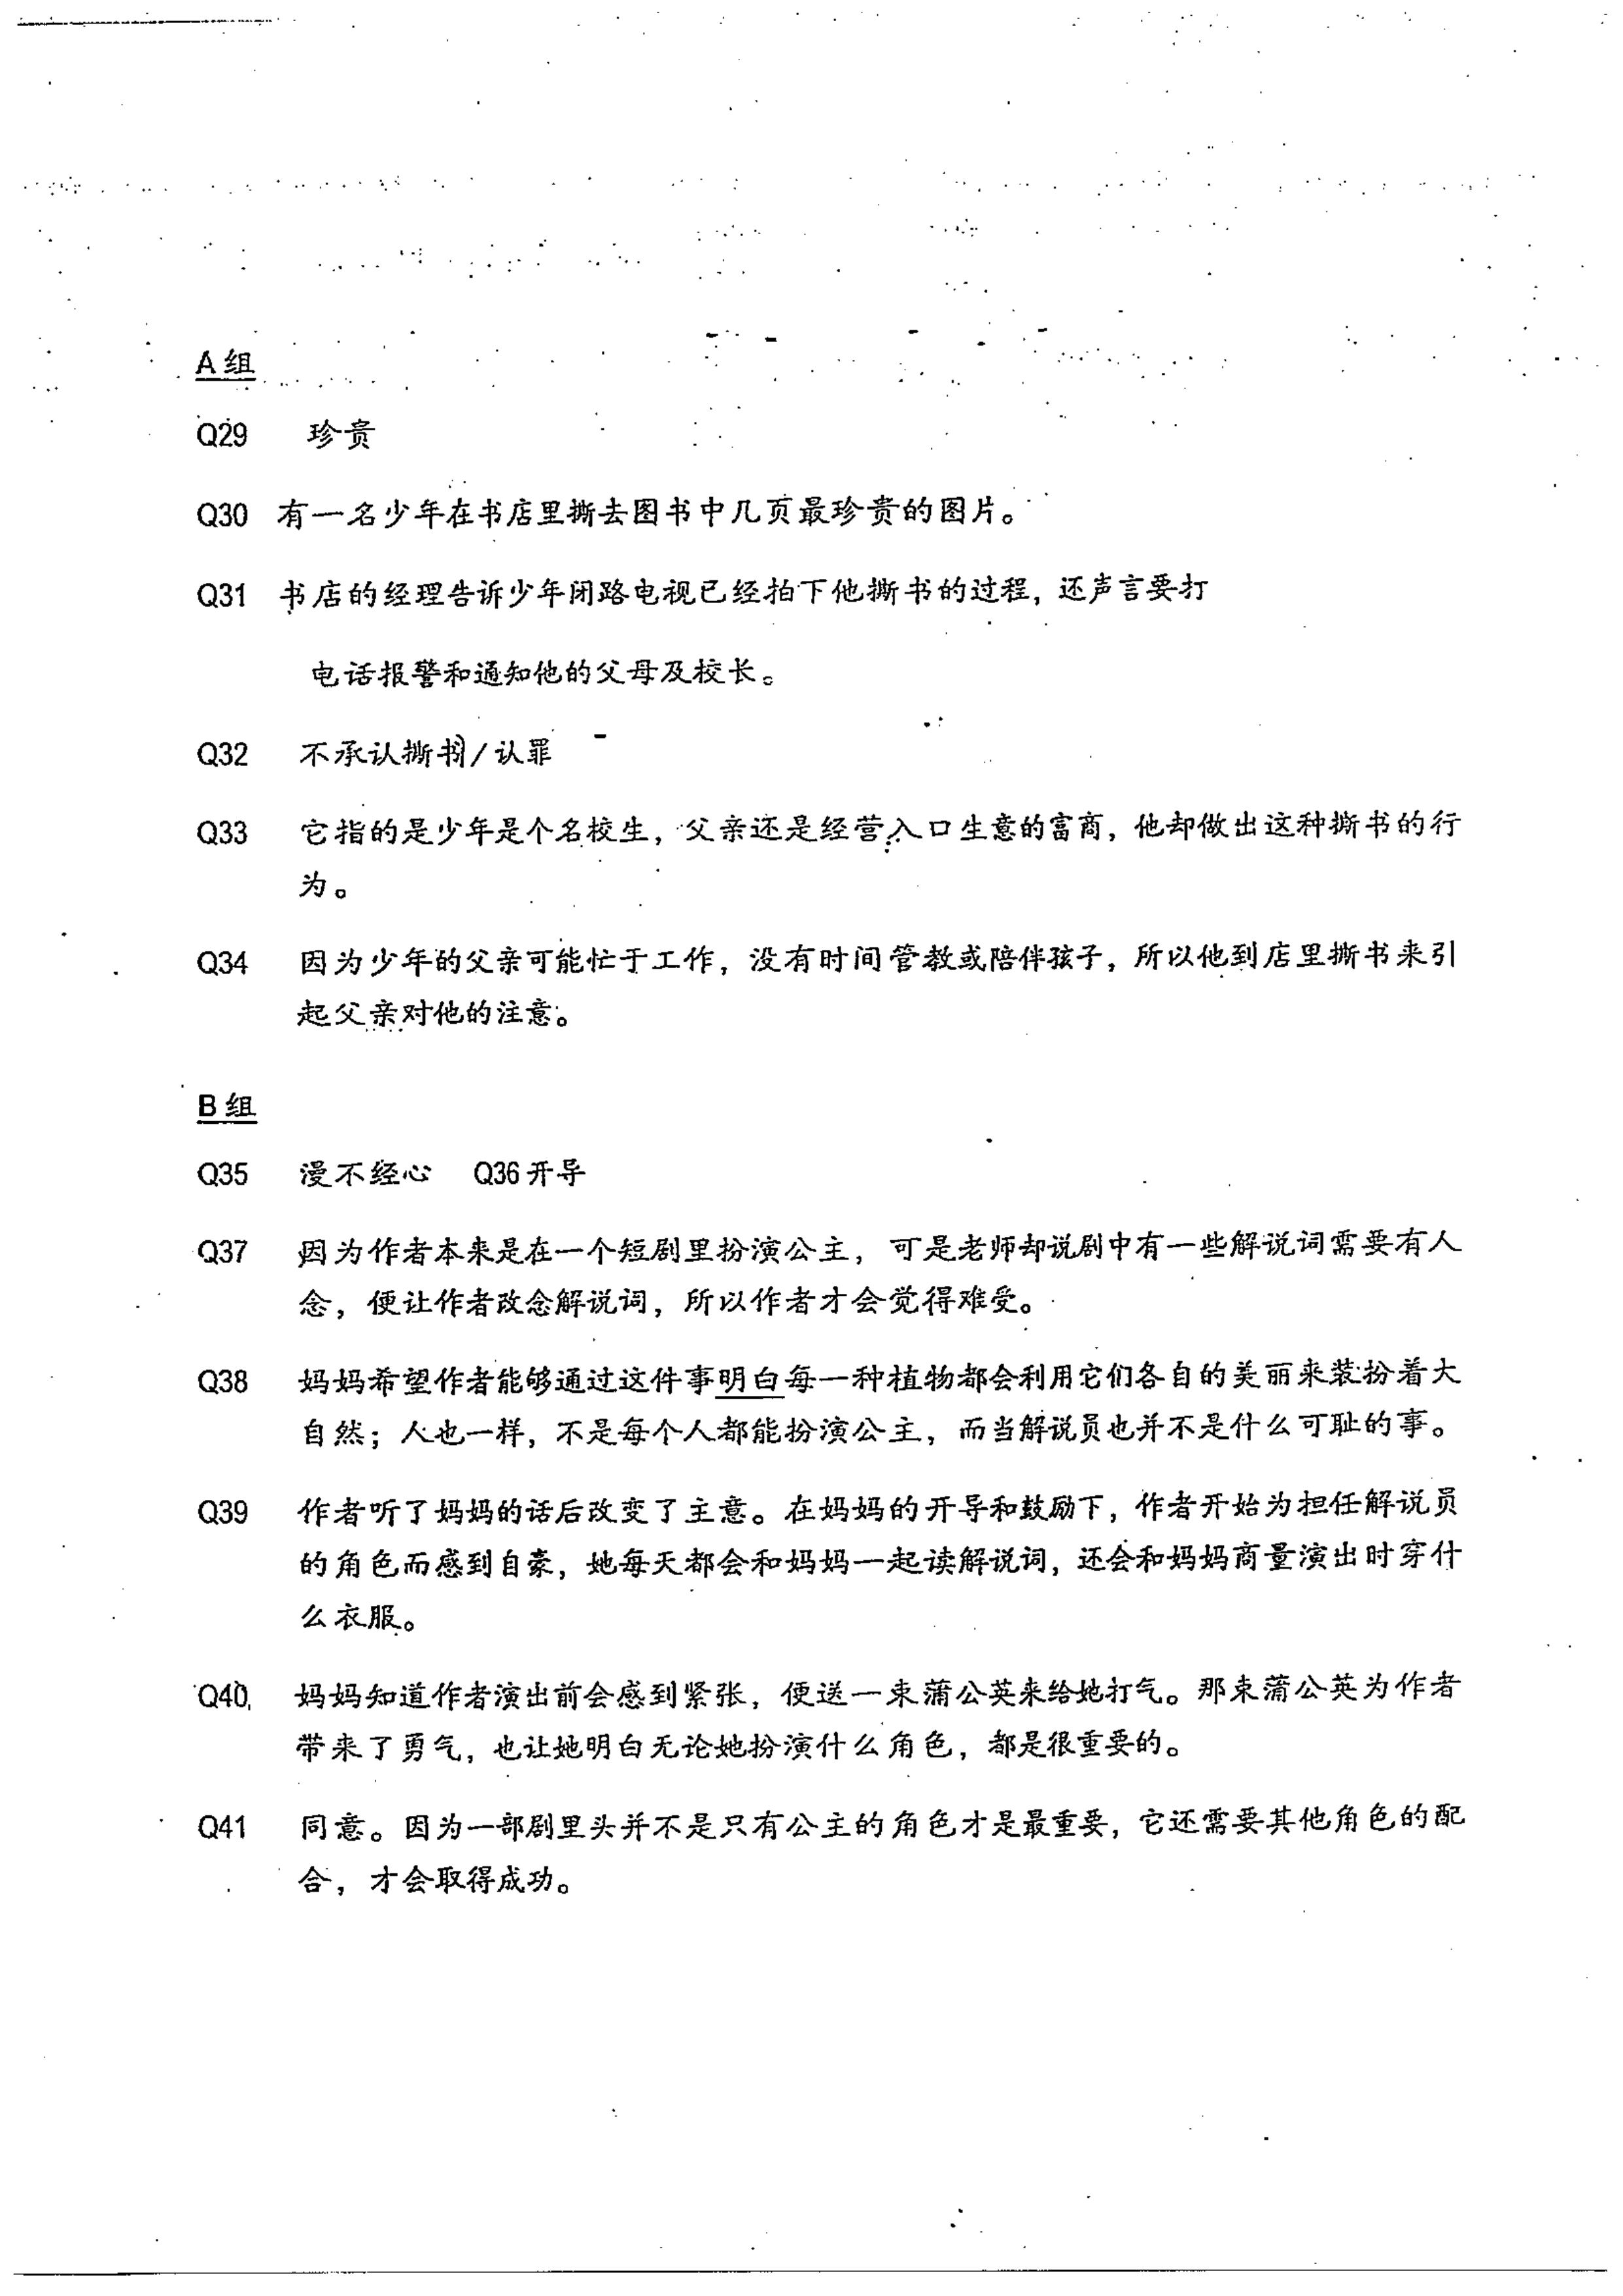 A组
Q29 珍贵
Q30 有一名少年在书店里撕去图书中几页最珍贵的图片。
Q31 书店的经理告诉少年闭路电视已经拍下他撕书的过程，还声言要打
电话报警和通知他的父母及校长。
Q32 不承认撕书/认罪
Q33 它指的是少年是个名校生，父亲还是经营入口生意的富商，他却做出这种撕书的行
为。
Q34 因为少年的父亲可能忙于工作，没有时间管教或陪伴孩子，所以他到店里撕书来引
起父亲对他的注意。
B组
Q35 漫不经心 Q36开导
Q37 因为作者本来是在一个短剧里扮演公主，可是老师却说剧中有一些解说词需要有人
念，便让作者改念解说词，所以作者才会觉得难受。
Q38 妈妈希望作者能够通过这件事明白每一种植物都会利用它们各自的美丽来装扮着大
自然；人也一样，不是每个人都能扮演公主，而当解说员也并不是什么可耻的事。
Q39 作者听了妈妈的话后改变了主意。在妈妈的开导和鼓励下，作者开始为担任解说员
的角色而感到自豪，她每天都会和妈妈一起读解说词，还会和妈妈商量演出时穿什
么衣服。
Q40 妈妈知道作者演出前会感到紧张，便送一束蒲公英来给她打气。那束蒲公英为作者
带来了勇气，也让她明白无论她扮演什么角色，都是很重要的。
Q41 同意。因为一部剧里头并不是只有公主的角色才是最重要，它还需要其他角色的配
合，才会取得成功。